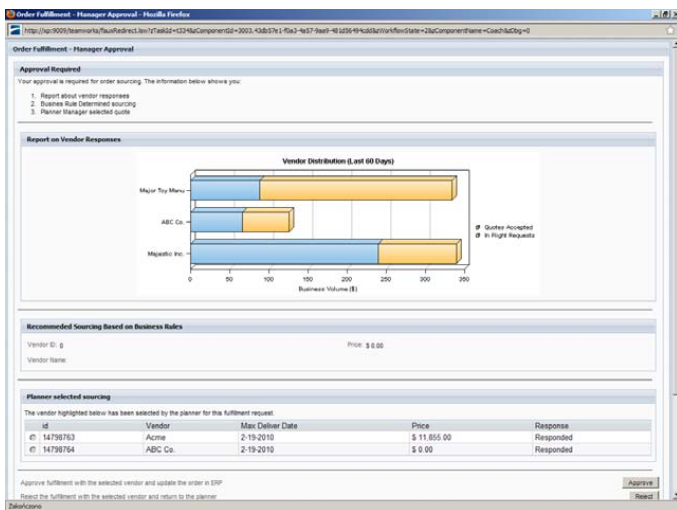 Order Fulfillment - Manager Approval - Mozilla Firefox
Order Fulfillment - Manager Approval
Approval Required
Your approval is required for order sourcing. The information below shows you:
1. Report about vendor responses
2. Busines Rule Determined sourcing
3. Planner Manager selected quote
Report on Vendor Responses
Vendor Distribution (Last 60 Days)
Major Toy Manu
ABC Co.
Majestic Inc.
Quotes Accepted
In Flight Requests
0 50 100 150 200 250 300 350
Business Volume ($)
Recommeded Sourcing Based on Business Rules
Vendor ID: 0 Price: $ 0.00
Vendor Name:
Planner selected sourcing
The vendor highlighted below has been selected by the planner for this fulfillment request.
id Vendor Max Deliver Date Price Response
14798763 Acme 2-19-2010 $ 11,855.00 Responded
14798764 ABC Co. 2-19-2010 $ 0.00 Responded
Approve fulfillment with the selected vendor and update the order in ERP Approve
Reject the fulfillment with the selected vendor and return to the planner Reject
Zakończono